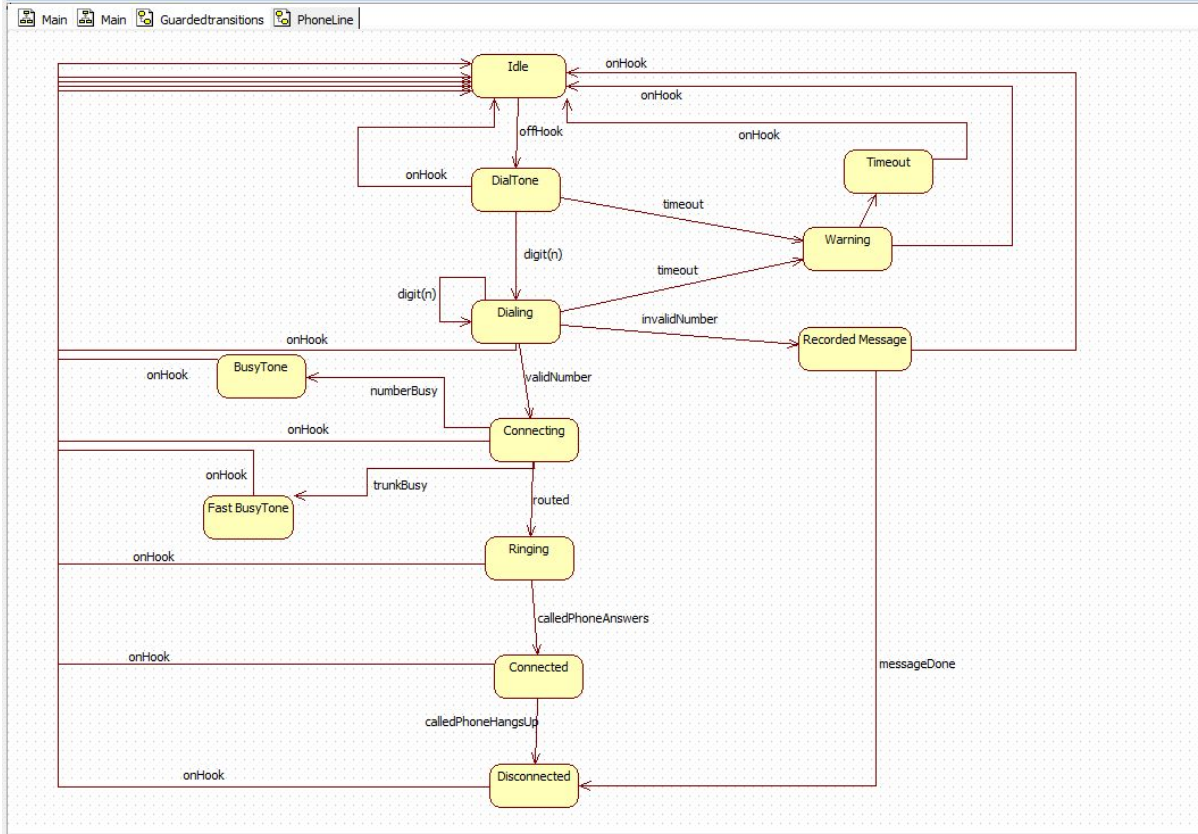 Main
Main
Guardedtransitions
PhoneLine
Idle
onHook
onHook
offHook
onHook
Timeout
onHook
DialTone
timeout
Warning
digit(n)
timeout
digit(n)
Dialing
invalidNumber
onHook
Recorded Message
BusyTone
onHook
validNumber
numberBusy
onHook
Connecting
onHook
trunkBusy
Fast BusyTone
routed
Ringing
onHook
calledPhoneAnswers
onHook
Connected
messageDone
calledPhoneHangsUp
onHook
Disconnected